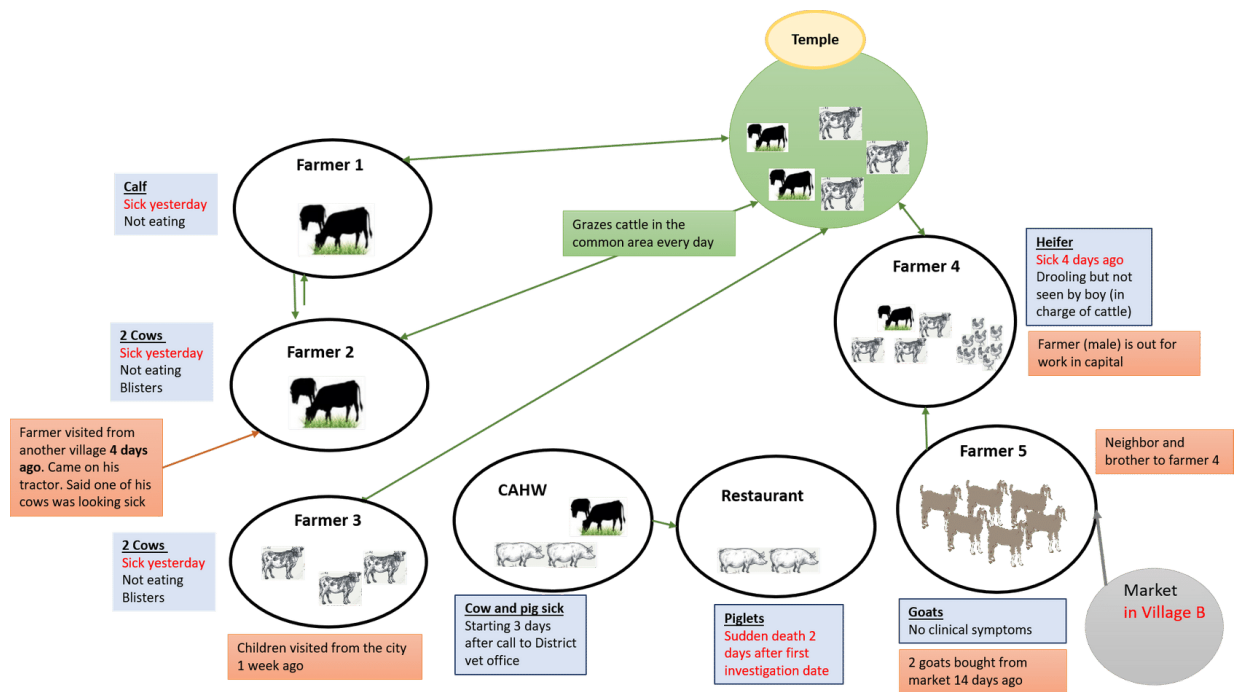 Temple
Farmer 1
Calf
Sick yesterday
Not eating
Grazes cattle in the
common area every day
Farmer 4
Heifer
Sick 4 days ago
Drooling but not
seen by boy (in
charge of cattle)
Farmer (male) is out for
work in capital
2 Cows
Sick yesterday
Not eating
Blisters
Farmer 2
Farmer visited from
another village 4 days
ago. Came on his
tractor. Said one of his
cows was looking sick
Farmer 3
2 Cows
Sick yesterday
Not eating
Blisters
Children visited from the city
1 week ago
CAHW
Cow and pig sick
Starting 3 days
after call to District
vet office
Restaurant
Piglets
Sudden death 2
days after first
investigation date
Farmer 5
Neighbor and
brother to farmer 4
Goats
No clinical symptoms
2 goats bought from
market 14 days ago
Market
in Village B